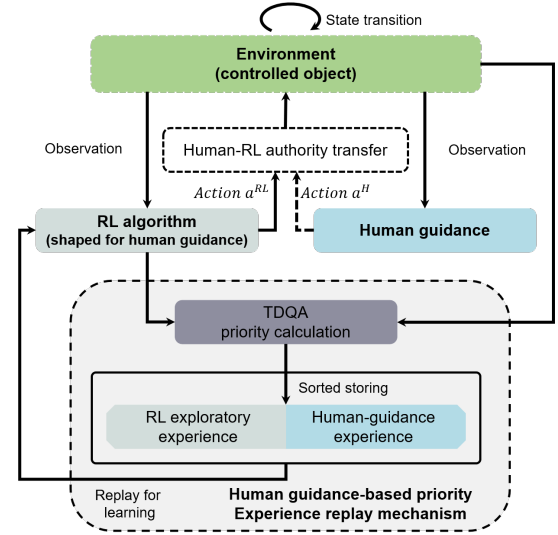 State transition
Environment
(controlled object)
Observation
Observation
Human-RL authority transfer
Action a^{RL}
Action a^{H}
RL algorithm
(shaped for human guidance)
Human guidance
TDQA
priority calculation
Sorted storing
RL exploratory
experience
Human-guidance
experience
Replay for
learning
Human guidance-based priority
Experience replay mechanism